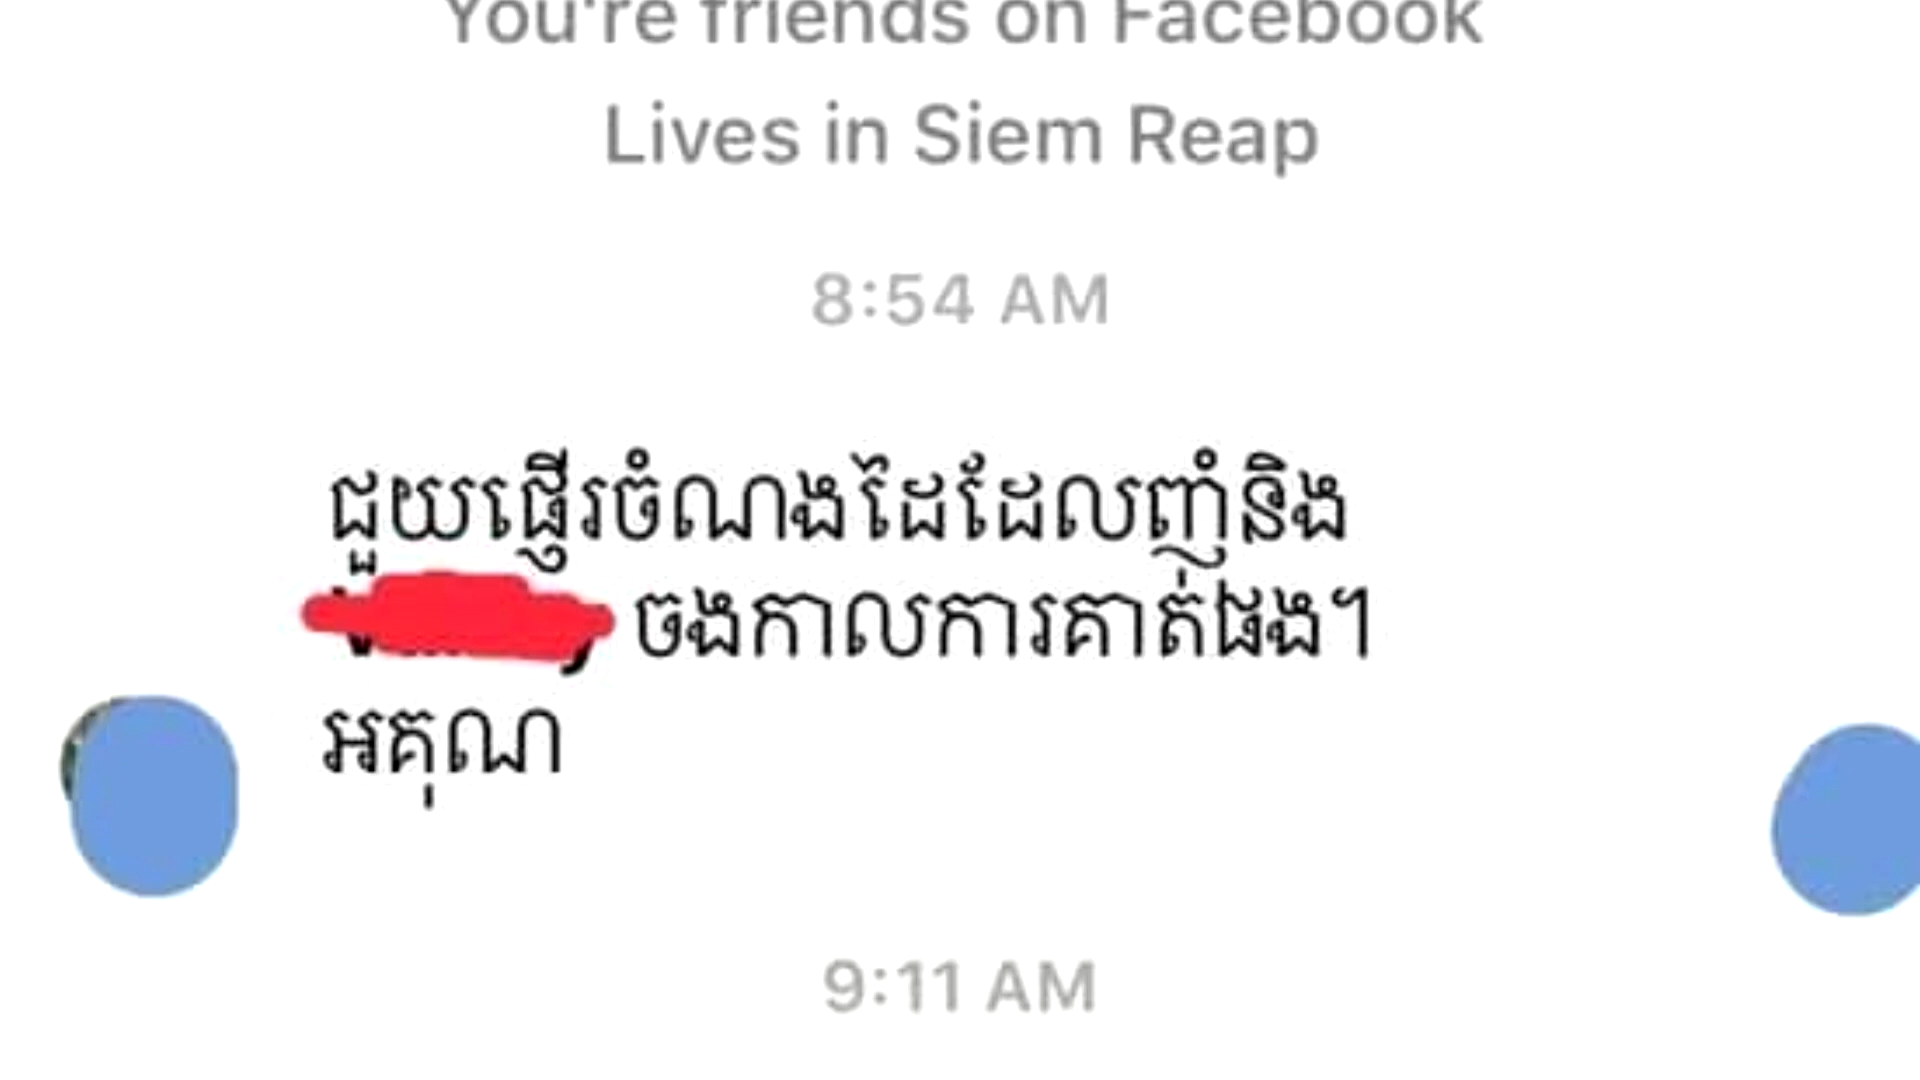 You're friends on Facebook
Lives in Siem Reap
8:54 AM
ជួយផ្ញើរចំណងដៃដែលញុំនិង
ចងកាលការគាត់ផង។
អគុណ
9:11 AM